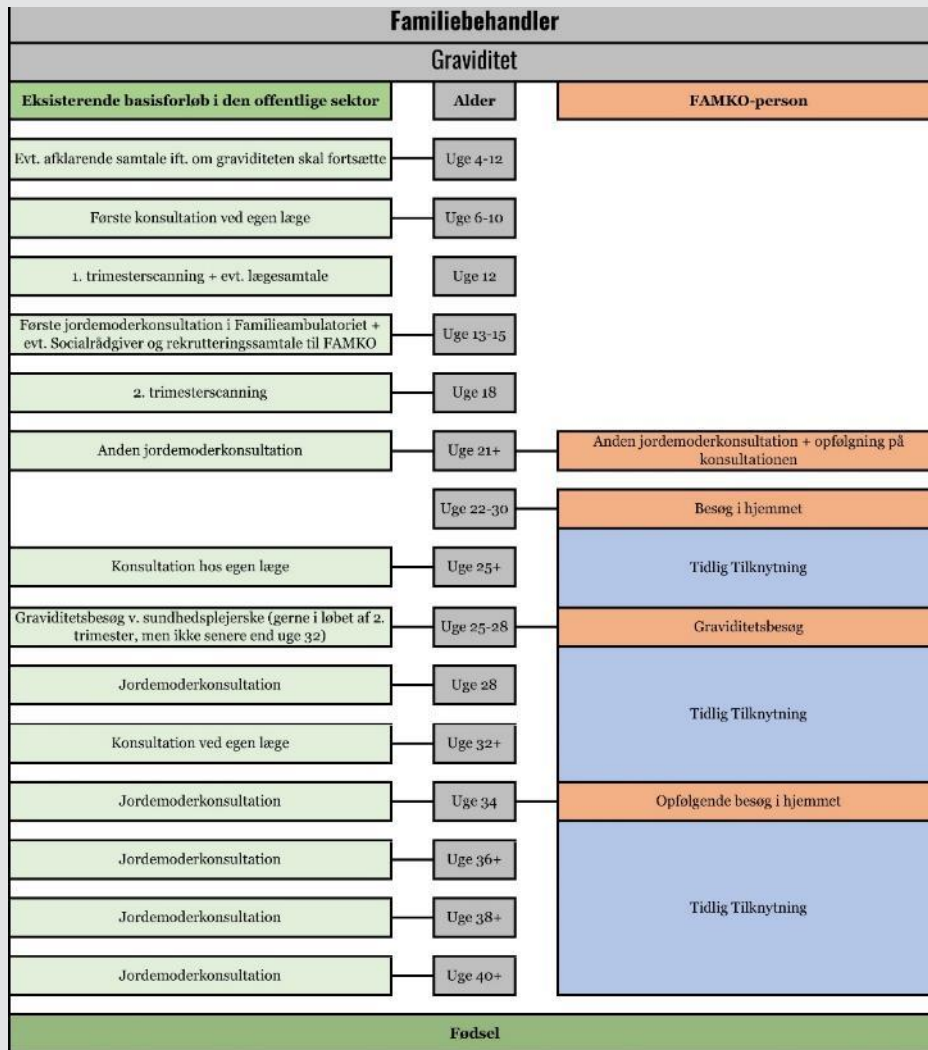 Familiebehandler
Graviditet
Eksisterende basisforløb i den offentlige sektor
Alder
FAMKO-person
Evt. afklarende samtale ift. om graviditeten skal fortsætte
Uge 4-12
Første konsultation ved egen læge
Uge 6-10
1. trimesterscanning + evt. lægesamtale
Uge 12
Første jordemoderkonsultation i Familieambulatoriet +
evt. Socialrådgiver og rekrutteringssamtale til FAMKO
Uge 13-15
2. trimesterscanning
Uge 18
Anden jordemoderkonsultation
Uge 21+
Anden jordemoderkonsultation + opfølgning på
konsultationen
Uge 22-30
Besøg i hjemmet
Konsultation hos egen læge
Uge 25+
Tidlig Tilknytning
Graviditetsbesøg v. sundhedsplejerske (gerne i løbet af 2.
trimester, men ikke senere end uge 32)
Uge 25-28
Graviditetsbesøg
Jordemoderkonsultation
Uge 28
Tidlig Tilknytning
Konsultation ved egen læge
Uge 32+
Jordemoderkonsultation
Uge 34
Opfølgende besøg i hjemmet
Jordemoderkonsultation
Uge 36+
Jordemoderkonsultation
Uge 38+
Tidlig Tilknytning
Jordemoderkonsultation
Uge 40+
Fødsel